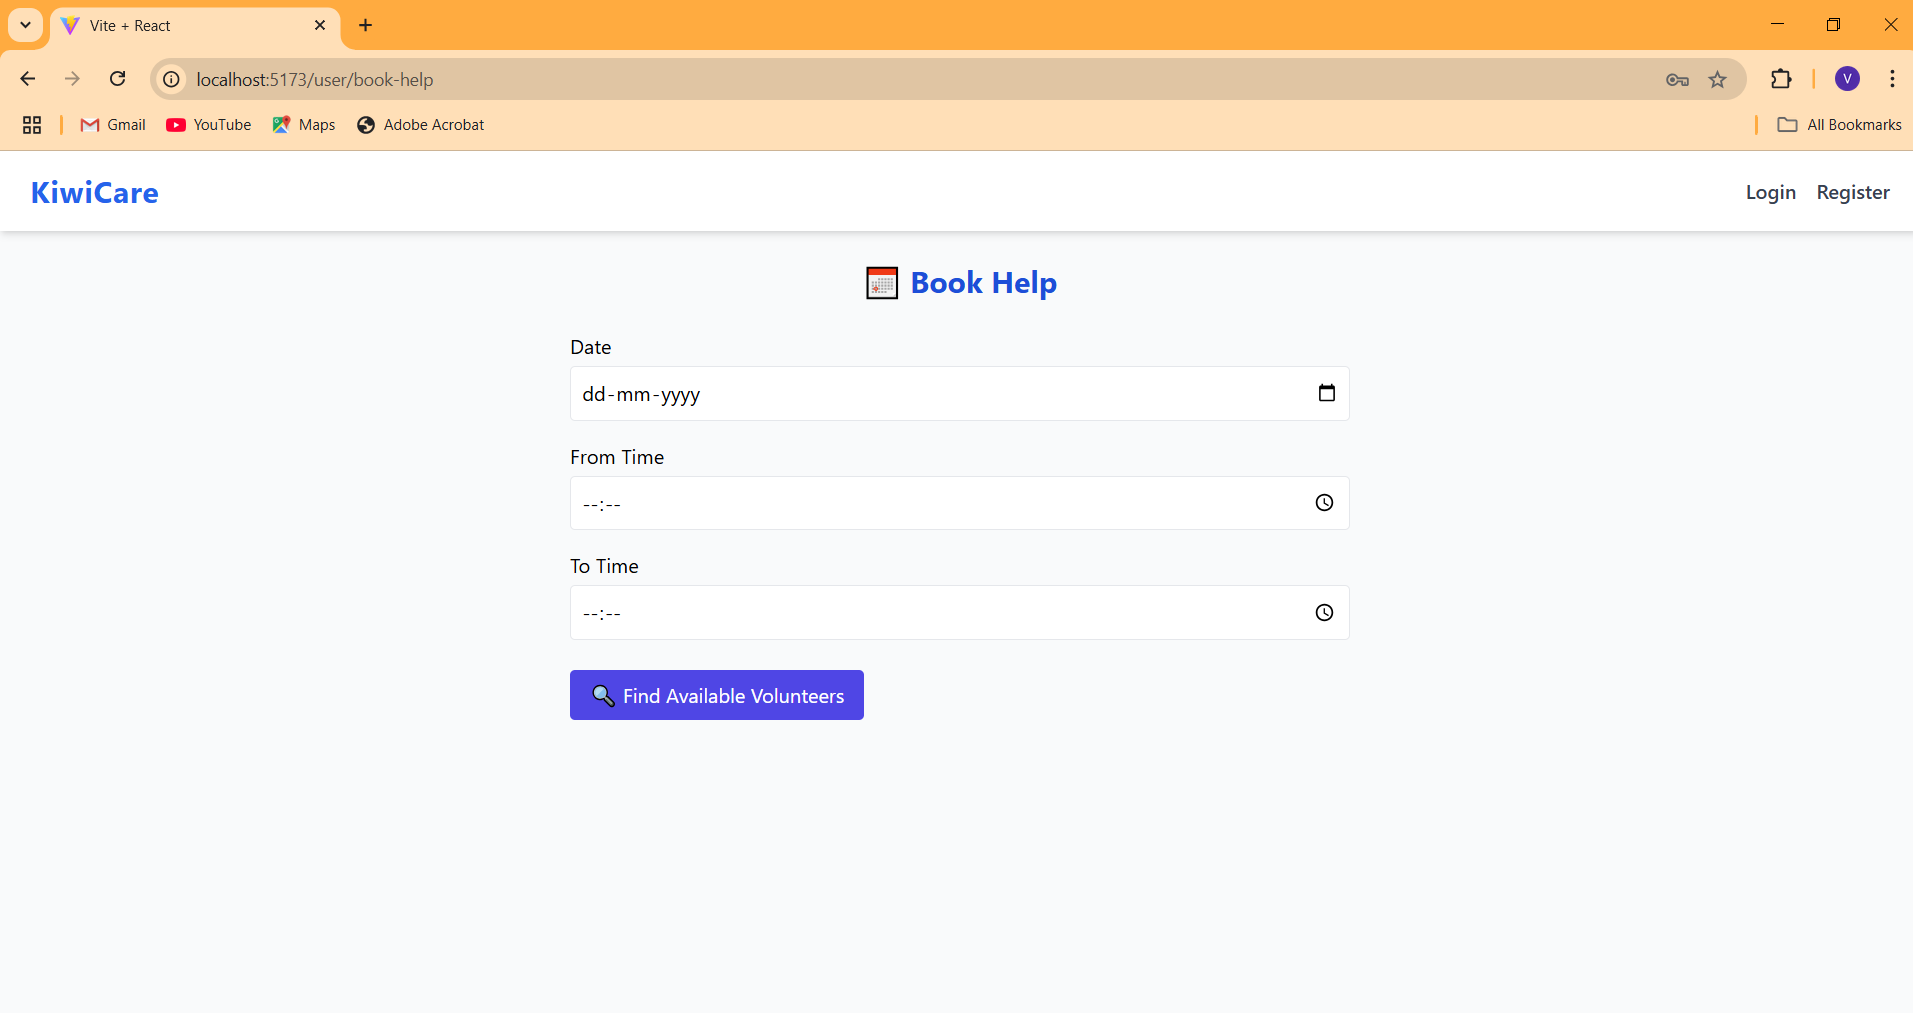 Vite + React
localhost:5173/user/book-help
V
Gmail YouTube Maps Adobe Acrobat All Bookmarks
KiwiCare Login Register
Book Help
Date
dd-mm-yyyy
From Time
--:--
To Time
--:--
Find Available Volunteers